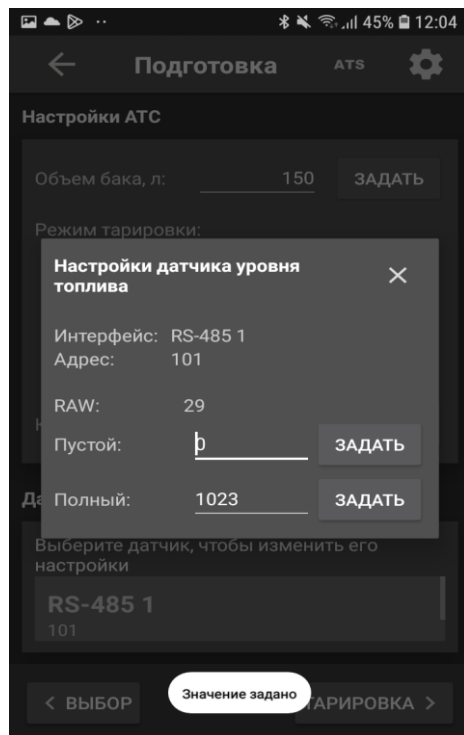 45% 12:04
Подготовка ATS
Настройки АТС
Объем бака, л: 150 ЗАДАТЬ
Режим тарировки:
Настройки датчика уровня
топлива
Интерфейс: RS-485 1
Адрес: 101
RAW: 29
Пустой: 0 ЗАДАТЬ
Полный: 1023 ЗАДАТЬ
Выберите датчик, чтобы изменить его
настройки
RS-485 1
101
< ВЫБОР
Значение задано
ТАРИРОВКА >